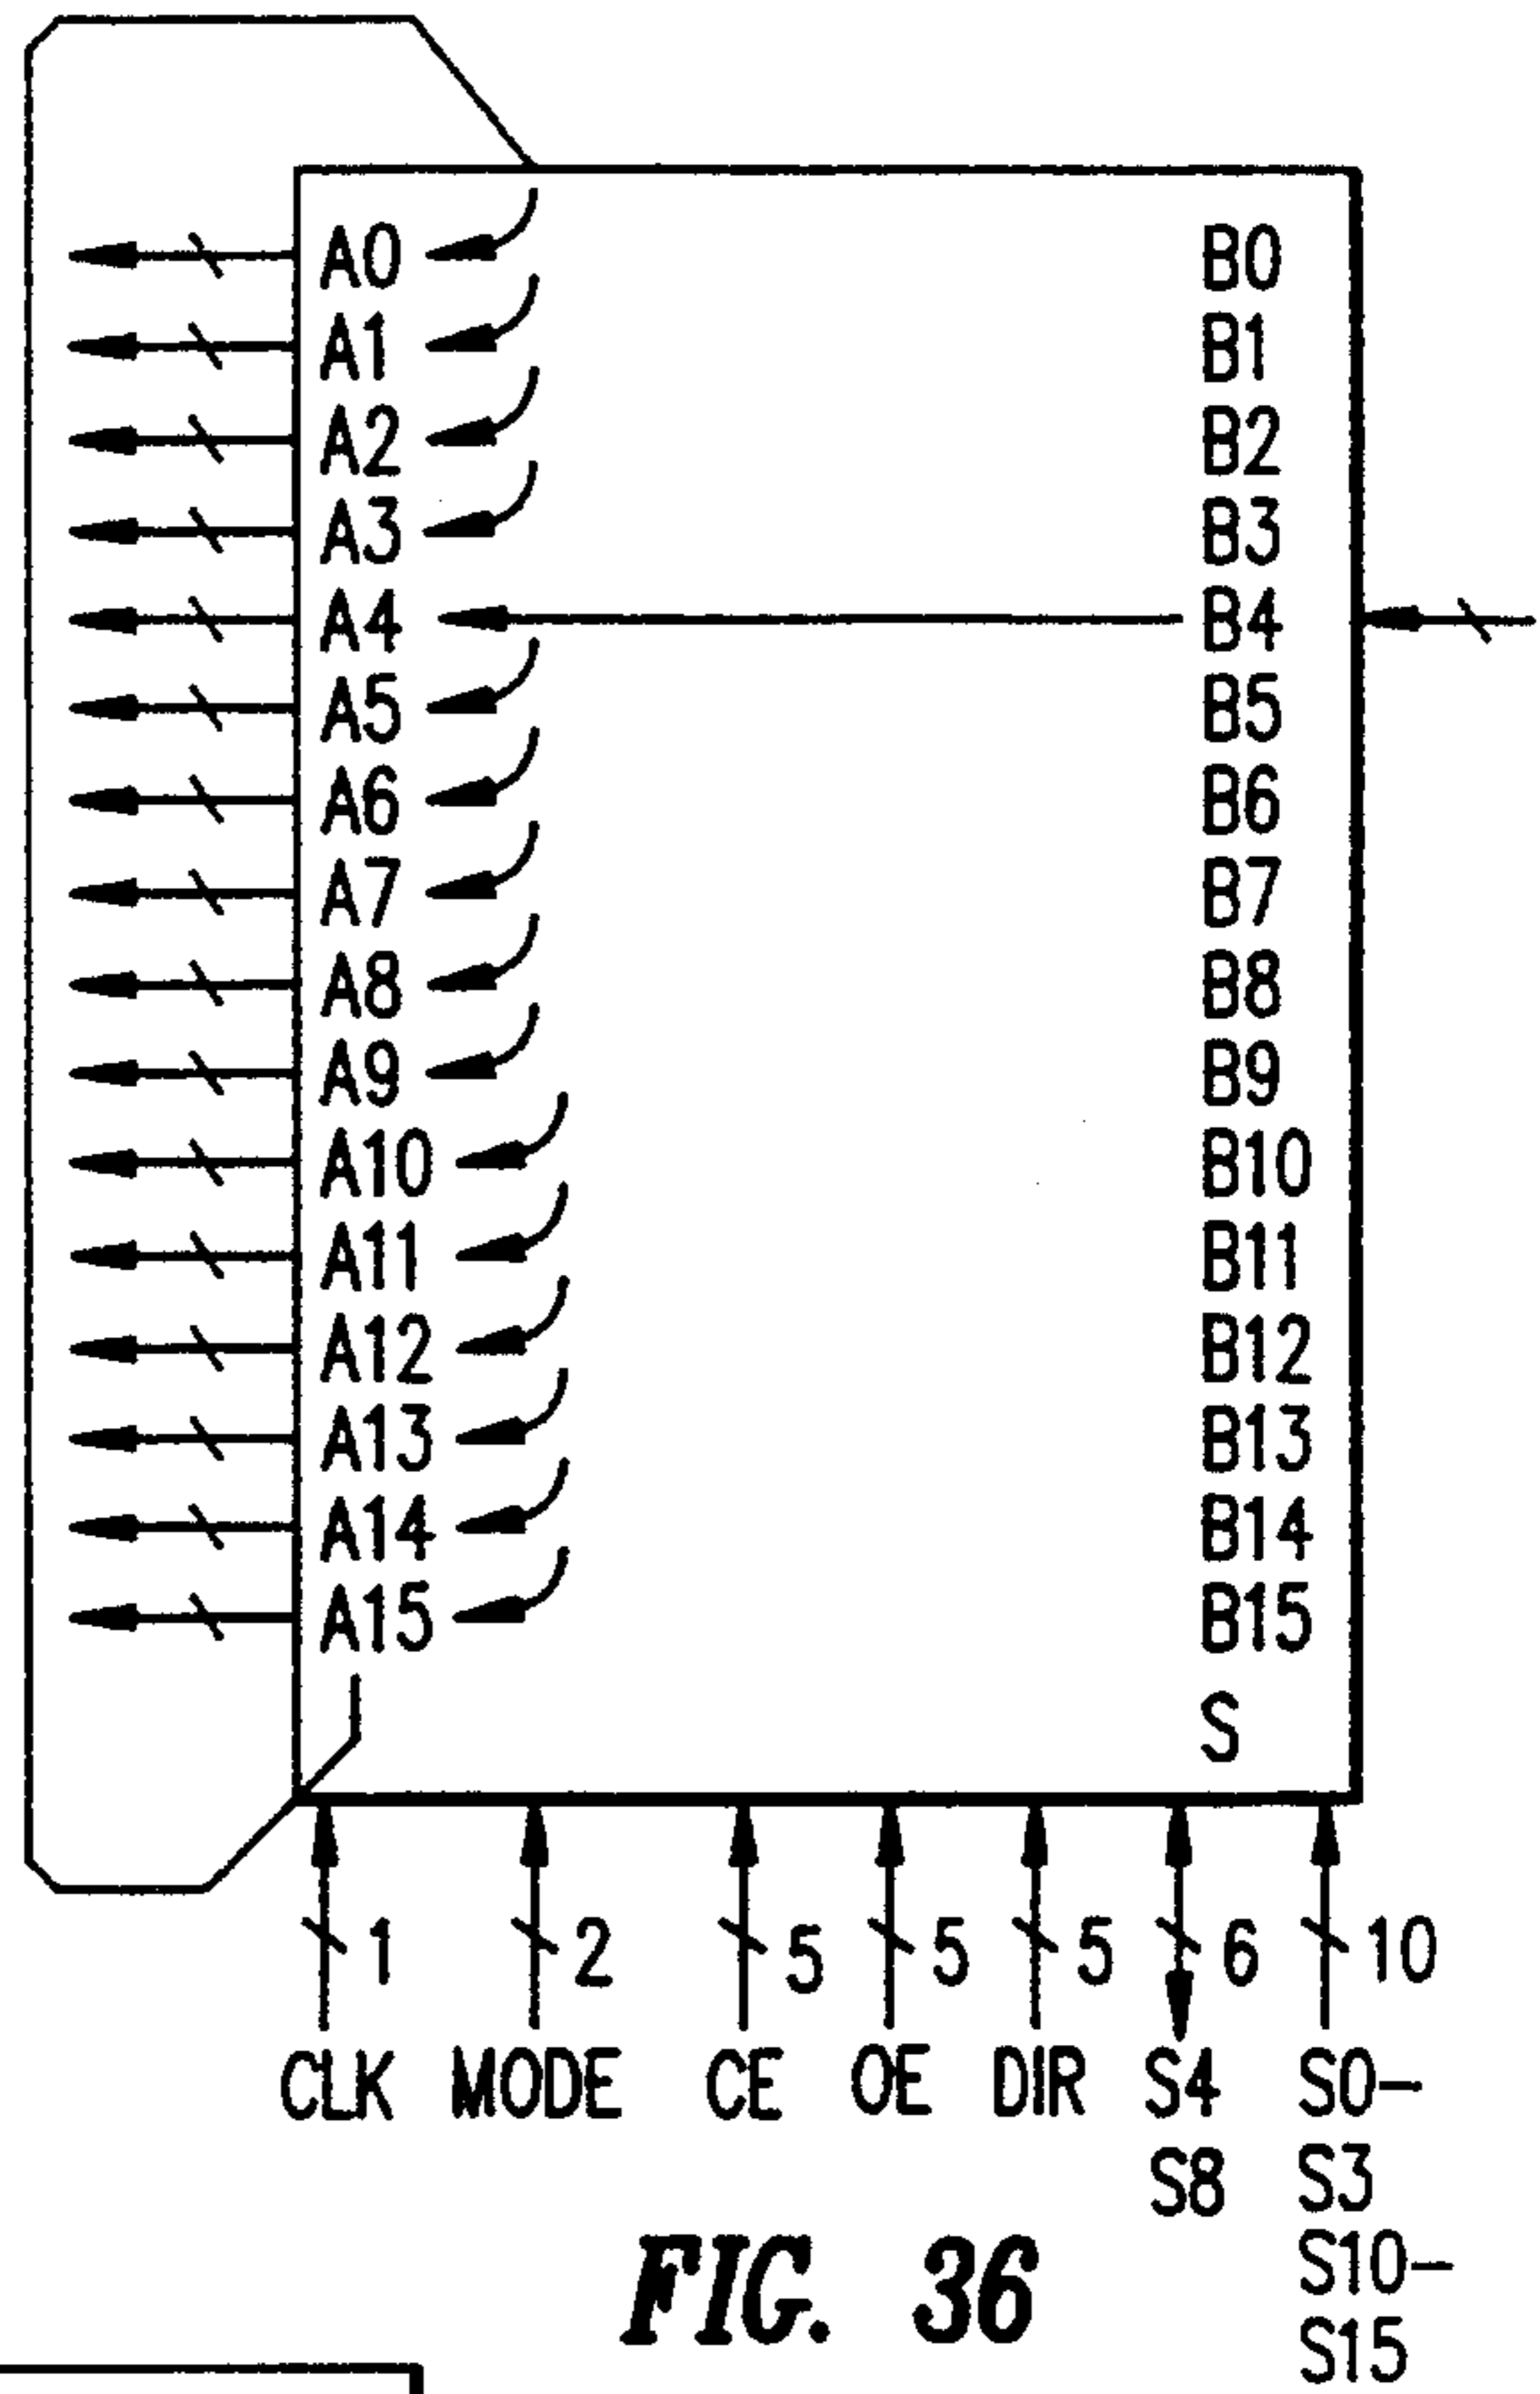 A0 B0
A1 B1
A2 B2
A3 B3
A4 B4
A5 B5
A6 B6
A7 B7
A8 B8
A9 B9
A10 B10
A11 B11
A12 B12
A13 B13
A14 B14
A15 B15
S
1 2 5 5 5 6 10
CLK MODE CE OE DIR S4 S0-
S8 S3
S10-
S15
FIG. 36